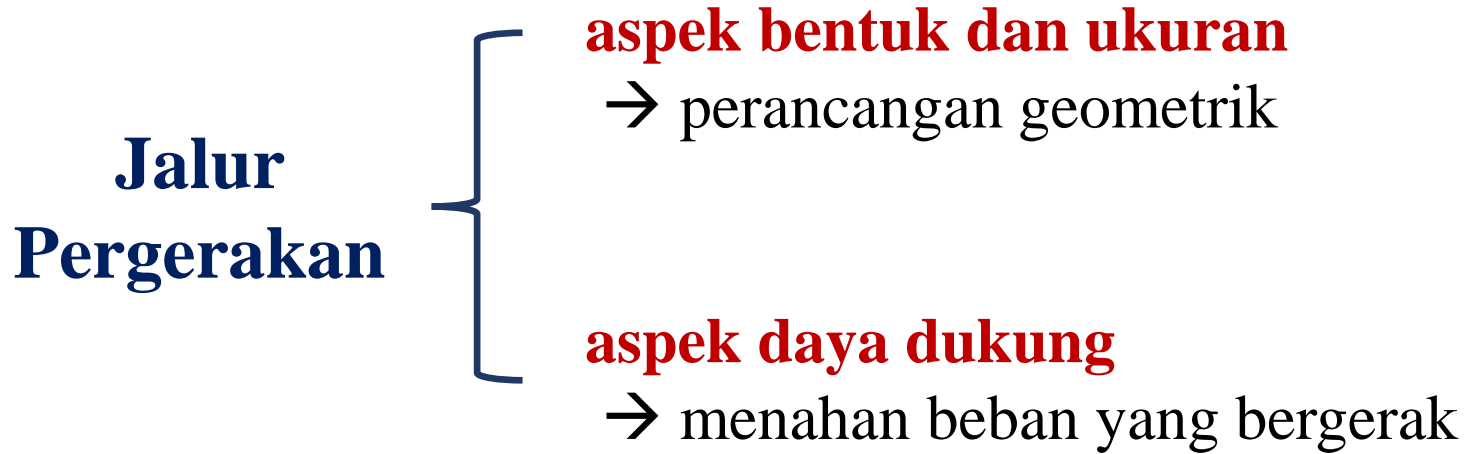 Jalur
Pergerakan
aspek bentuk dan ukuran
→ perancangan geometrik
aspek daya dukung
→ menahan beban yang bergerak